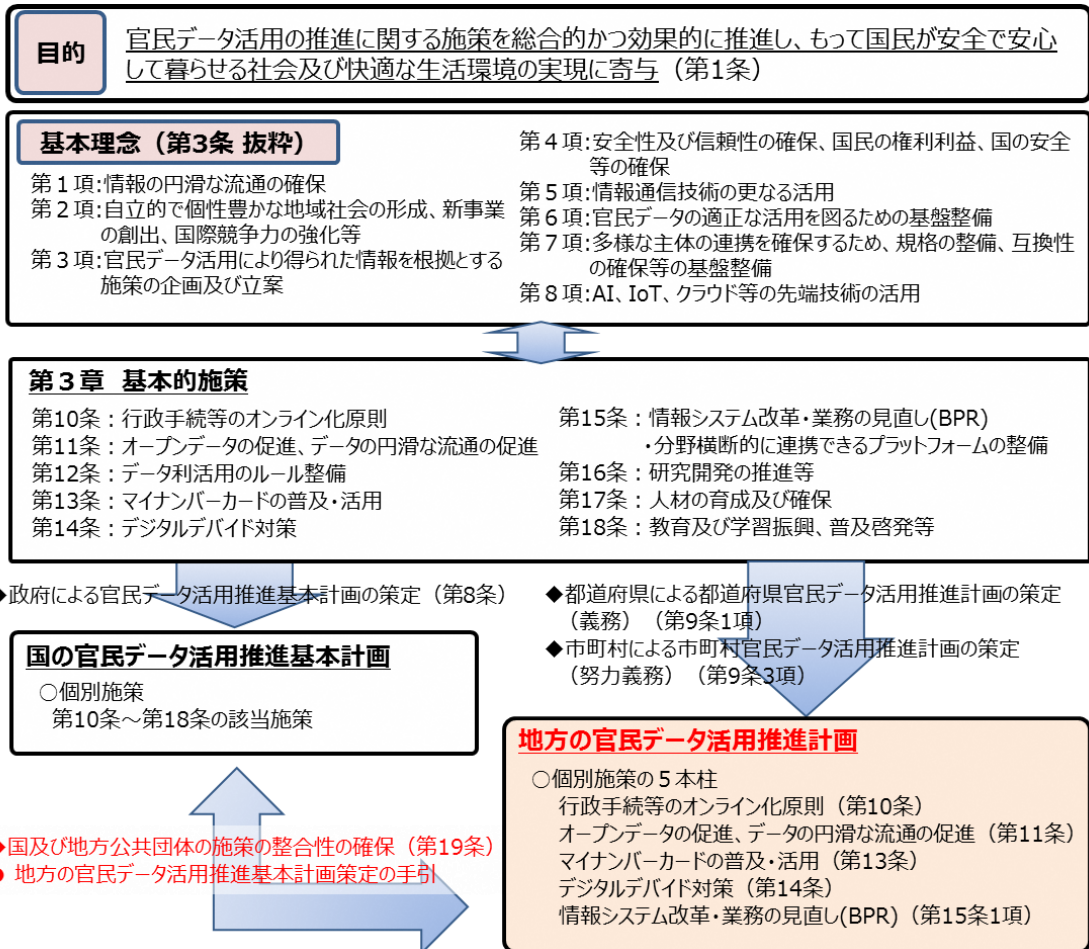 目的
官民データ活用の推進に関する施策を総合的かつ効果的に推進し、もって国民が安全で安心
して暮らせる社会及び快適な生活環境の実現に寄与（第1条）
基本理念（第3条 抜粋）
第１項:情報の円滑な流通の確保
第２項:自立的で個性豊かな地域社会の形成、新事業
の創出、国際競争力の強化等
第３項:官民データ活用により得られた情報を根拠とする
施策の企画及び立案
第４項:安全性及び信頼性の確保、国民の権利利益、国の安全
等の確保
第５項:情報通信技術の更なる活用
第６項:官民データの適正な活用を図るための基盤整備
第７項:多様な主体の連携を確保するため、規格の整備、互換性
の確保等の基盤整備
第８項:AI、IoT、クラウド等の先端技術の活用
第３章 基本的施策
第10条：行政手続等のオンライン化原則
第11条：オープンデータの促進、データの円滑な流通の促進
第12条：データ利活用のルール整備
第13条：マイナンバーカードの普及・活用
第14条：デジタルデバイド対策
第15条：情報システム改革・業務の見直し(BPR)
・分野横断的に連携できるプラットフォームの整備
第16条：研究開発の推進等
第17条：人材の育成及び確保
第18条：教育及び学習振興、普及啓発等
◆政府による官民データ活用推進基本計画の策定（第8条）
◆都道府県による都道府県官民データ活用推進計画の策定
（義務）（第9条1項）
◆市町村による市町村官民データ活用推進計画の策定
（努力義務）（第9条3項）
国の官民データ活用推進基本計画
○個別施策
第10条～第18条の該当施策
地方の官民データ活用推進計画
○個別施策の５本柱
行政手続等のオンライン化原則（第10条）
オープンデータの促進、データの円滑な流通の促進（第11条）
マイナンバーカードの普及・活用（第13条）
デジタルデバイド対策（第14条）
情報システム改革・業務の見直し(BPR)（第15条1項）
◆国及び地方公共団体の施策の整合性の確保（第19条）
● 地方の官民データ活用推進基本計画策定の手引